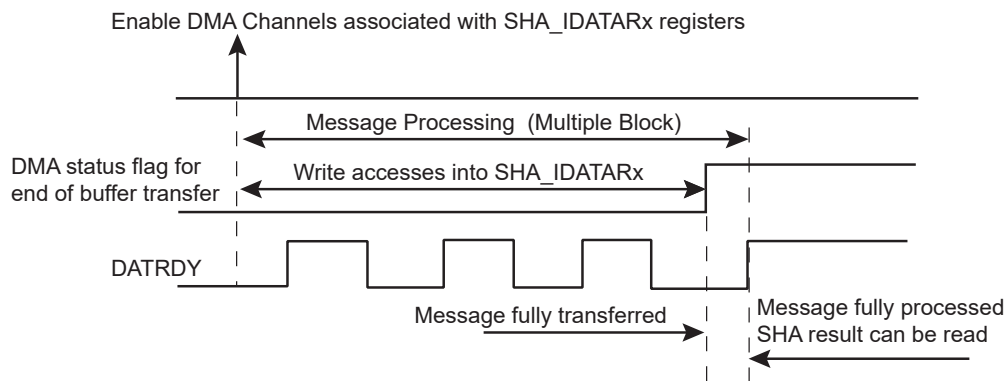 Enable DMA Channels associated with SHA_IDATARx registers
Message Processing (Multiple Block)
DMA status flag for
end of buffer transfer
Write accesses into SHA_IDATARx
DATRDY
Message fully transferred
Message fully processed
SHA result can be read